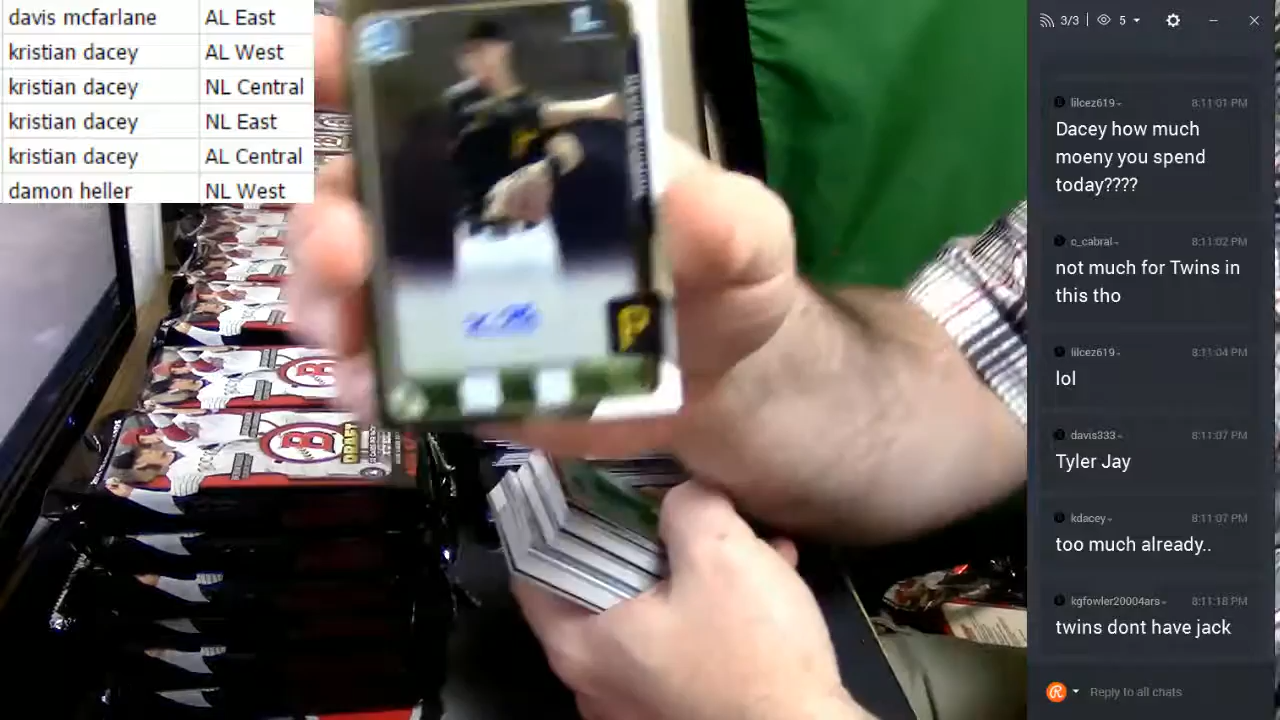 davis mcfarlane AL East
kristian dacey AL West
kristian dacey NL Central
kristian dacey NL East
kristian dacey AL Central
damon heller NL West
B
DRAFT
P
3/3 5
lilcez619 8:11:01 PM
Dacey how much
moeny you spend
today????
c_cabral 8:11:02 PM
not much for Twins in
this tho
lilcez619 8:11:04 PM
lol
davis333 8:11:07 PM
Tyler Jay
kdacey 8:11:07 PM
too much already..
kgfowler20004ars 8:11:18 PM
twins dont have jack
Reply to all chats